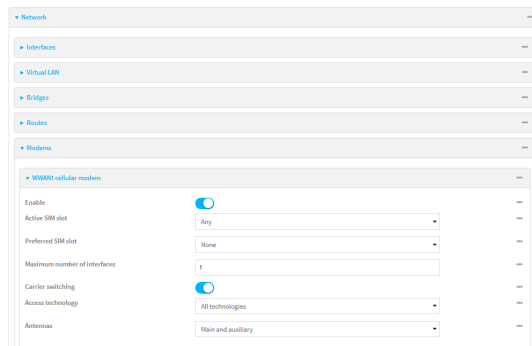 Network
Interfaces
Virtual LAN
Bridges
Routes
Modems
WWAN1 cellular modem
Enable
Active SIM slot
Any
Preferred SIM slot
None
Maximum number of interfaces
1
Carrier switching
Access technology
All technologies
Antennas
Main and auxiliary